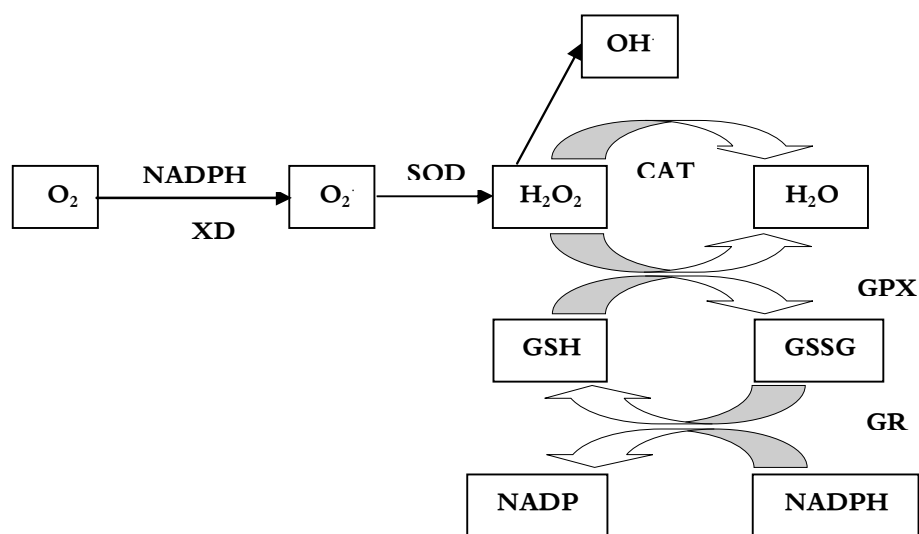 OH·
NADPH
SOD
CAT
O₂
O₂·
H₂O₂
H₂O
XD
GPX
GSH
GSSG
GR
NADP
NADPH